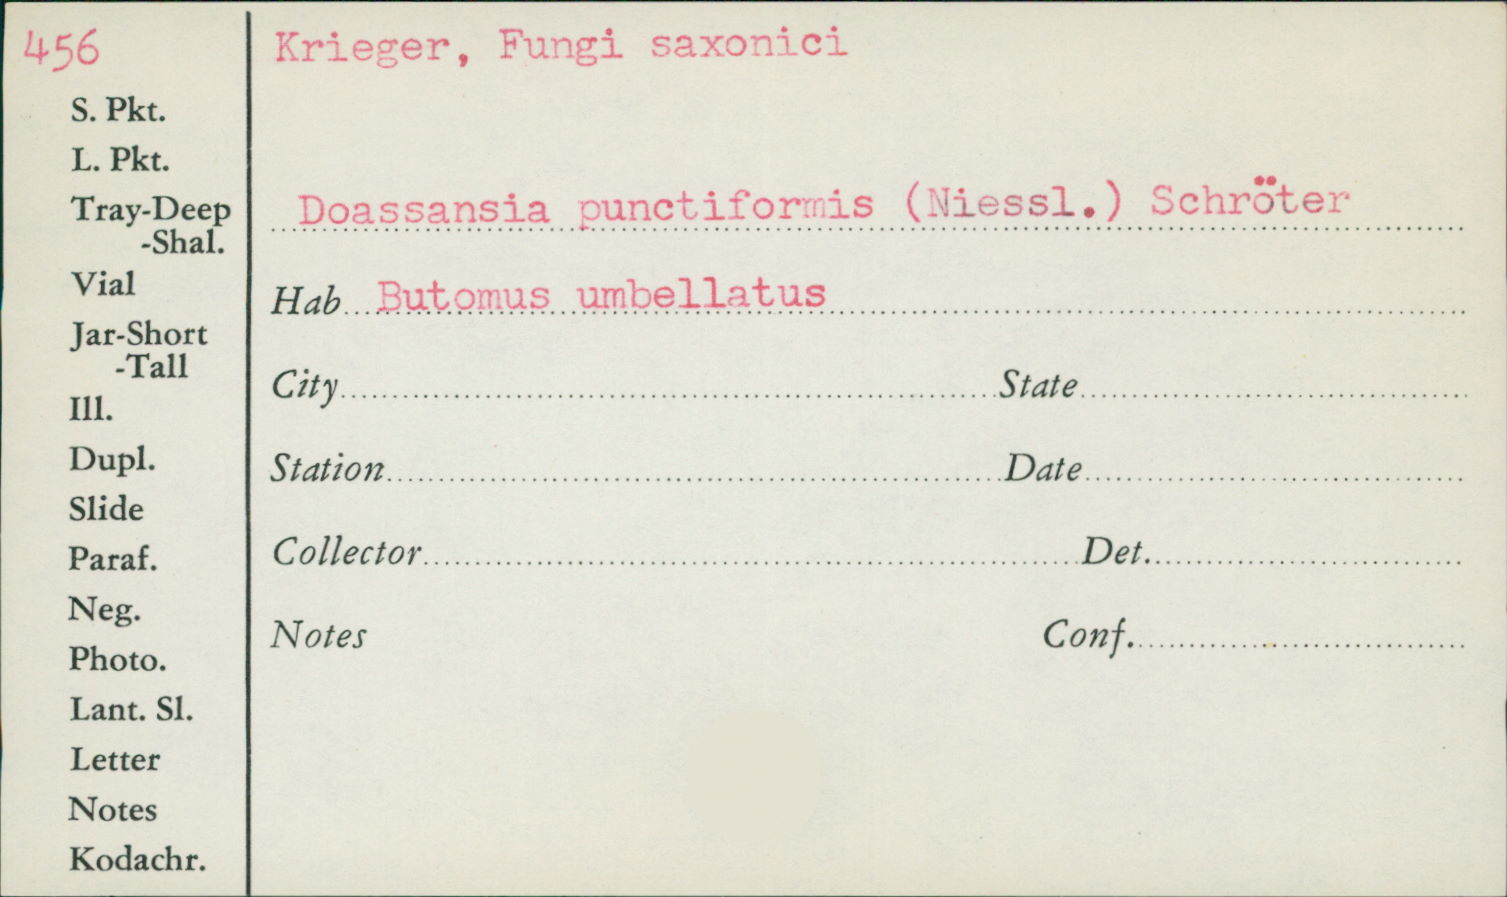 456
Krieger, Fungi saxonici
S. Pkt.
L. Pkt.
Tray-Deep
-Shal.
Vial
Jar-Short
-Tall
Ill.
Dupl.
Slide
Paraf.
Neg.
Photo.
Lant. Sl.
Letter
Notes
Kodachr.
Doassansia punctiformis (Niessl.) Schröter
Hab Butomus umbellatus
City State
Station Date
Collector Det.
Notes Conf.